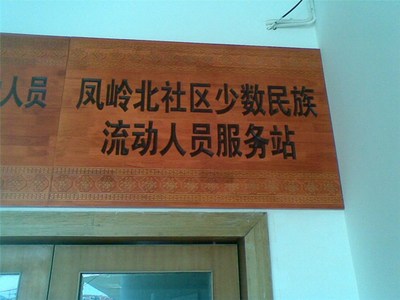 人员
凤岭北社区少数民族
流动人员服务站